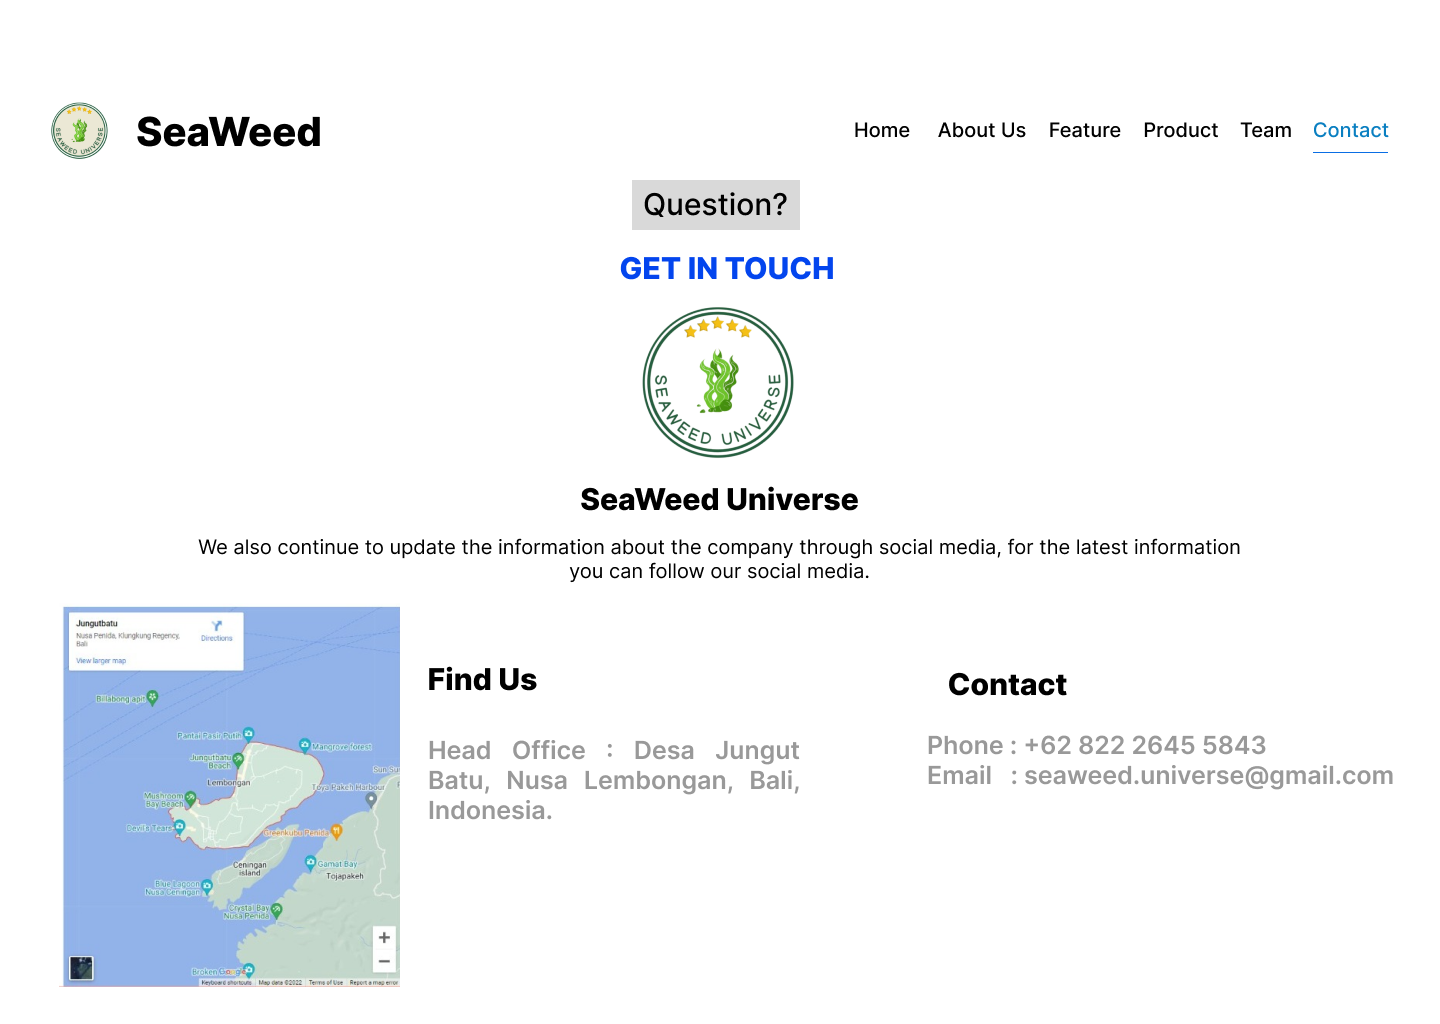 SEAWEED UNIVERSE
SeaWeed
Home About Us Feature Product Team Contact
Question?
GET IN TOUCH
SEAWEED UNIVERSE
SeaWeed Universe
We also continue to update the information about the company through social media, for the latest information
you can follow our social media.
Jungutbatu
Nusa Penida, Klungkung Regency,
Bali
Directions
View larger map
Billabong apit
Pantai Pasir Putih
Mangrove forest
Jungutbatu
Beach
Lembongan
Toya Pakeh Harbour
Mushroom
Bay Beach
Devil's Tears
Greenkubu Penida
Ceningan
island
Gamat Bay
Tojapakeh
Blue Lagoon
Nusa Ceningan
Crystal Bay
Nusa Penida
Broken
Google
+
−
Keyboard shortcuts Map data ©2022 Terms of Use Report a map error
Find Us
Head Office : Desa Jungut
Batu, Nusa Lembongan, Bali,
Indonesia.
Contact
Phone : +62 822 2645 5843
Email : seaweed.universe@gmail.com